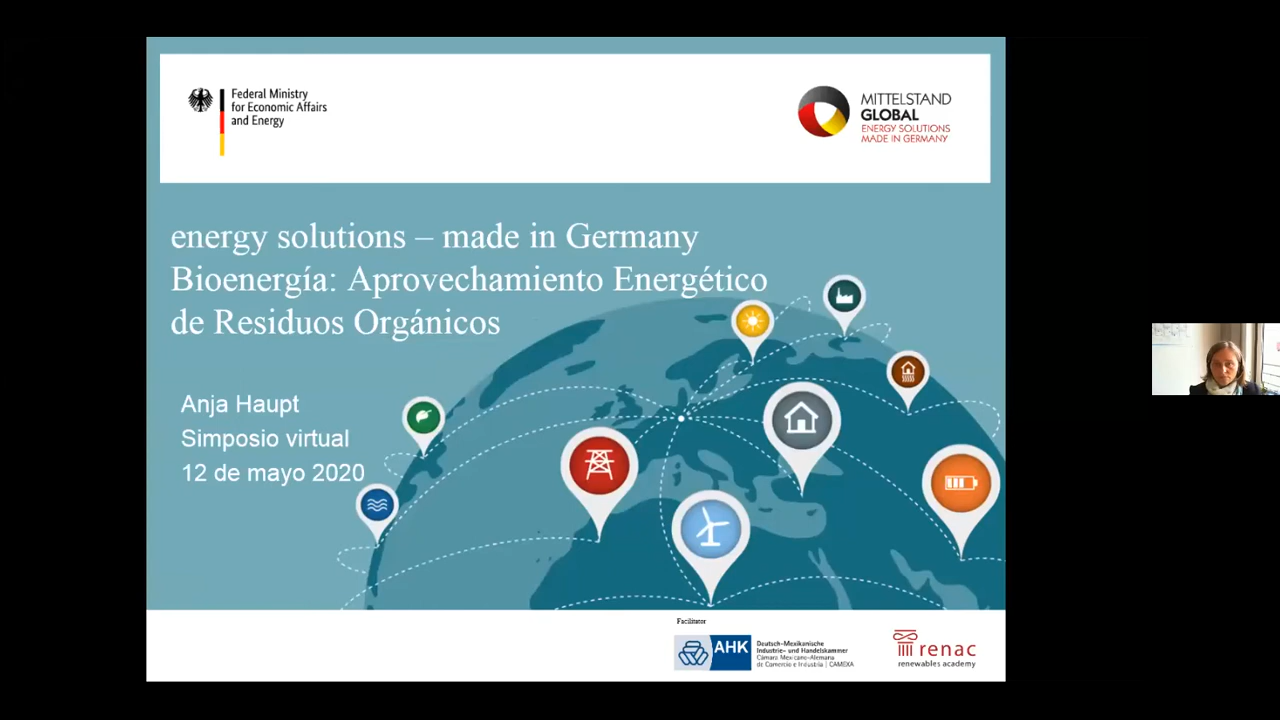 Federal Ministry
for Economic Affairs
and Energy
MITTELSTAND
GLOBAL
ENERGY SOLUTIONS
MADE IN GERMANY
energy solutions – made in Germany
Bioenergía: Aprovechamiento Energético
de Residuos Orgánicos
Anja Haupt
Simposio virtual
12 de mayo 2020
Facilitator
AHK
Deutsch-Mexikanische
Industrie- und Handelskammer
Cámara Mexicano-Alemana
de Comercio e Industria | CAMEXA
renac
renewables academy